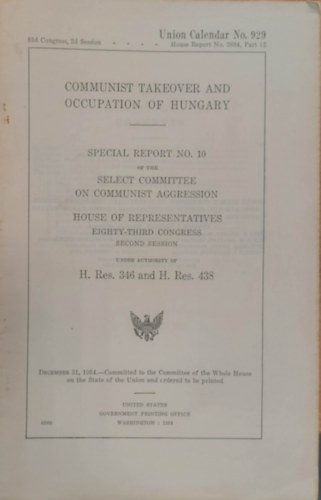 Union Calendar No. 929
83d Congress, 2d Session . . . . House Report No. 2684, Part 12
COMMUNIST TAKEOVER AND
OCCUPATION OF HUNGARY
SPECIAL REPORT NO. 10
OF THE
SELECT COMMITTEE
ON COMMUNIST AGGRESSION
HOUSE OF REPRESENTATIVES
EIGHTY-THIRD CONGRESS
SECOND SESSION
UNDER AUTHORITY OF
H. Res. 346 and H. Res. 438
DECEMBER 31, 1954.—Committed to the Committee of the Whole House
on the State of the Union and ordered to be printed
UNITED STATES
GOVERNMENT PRINTING OFFICE
WASHINGTON : 1954